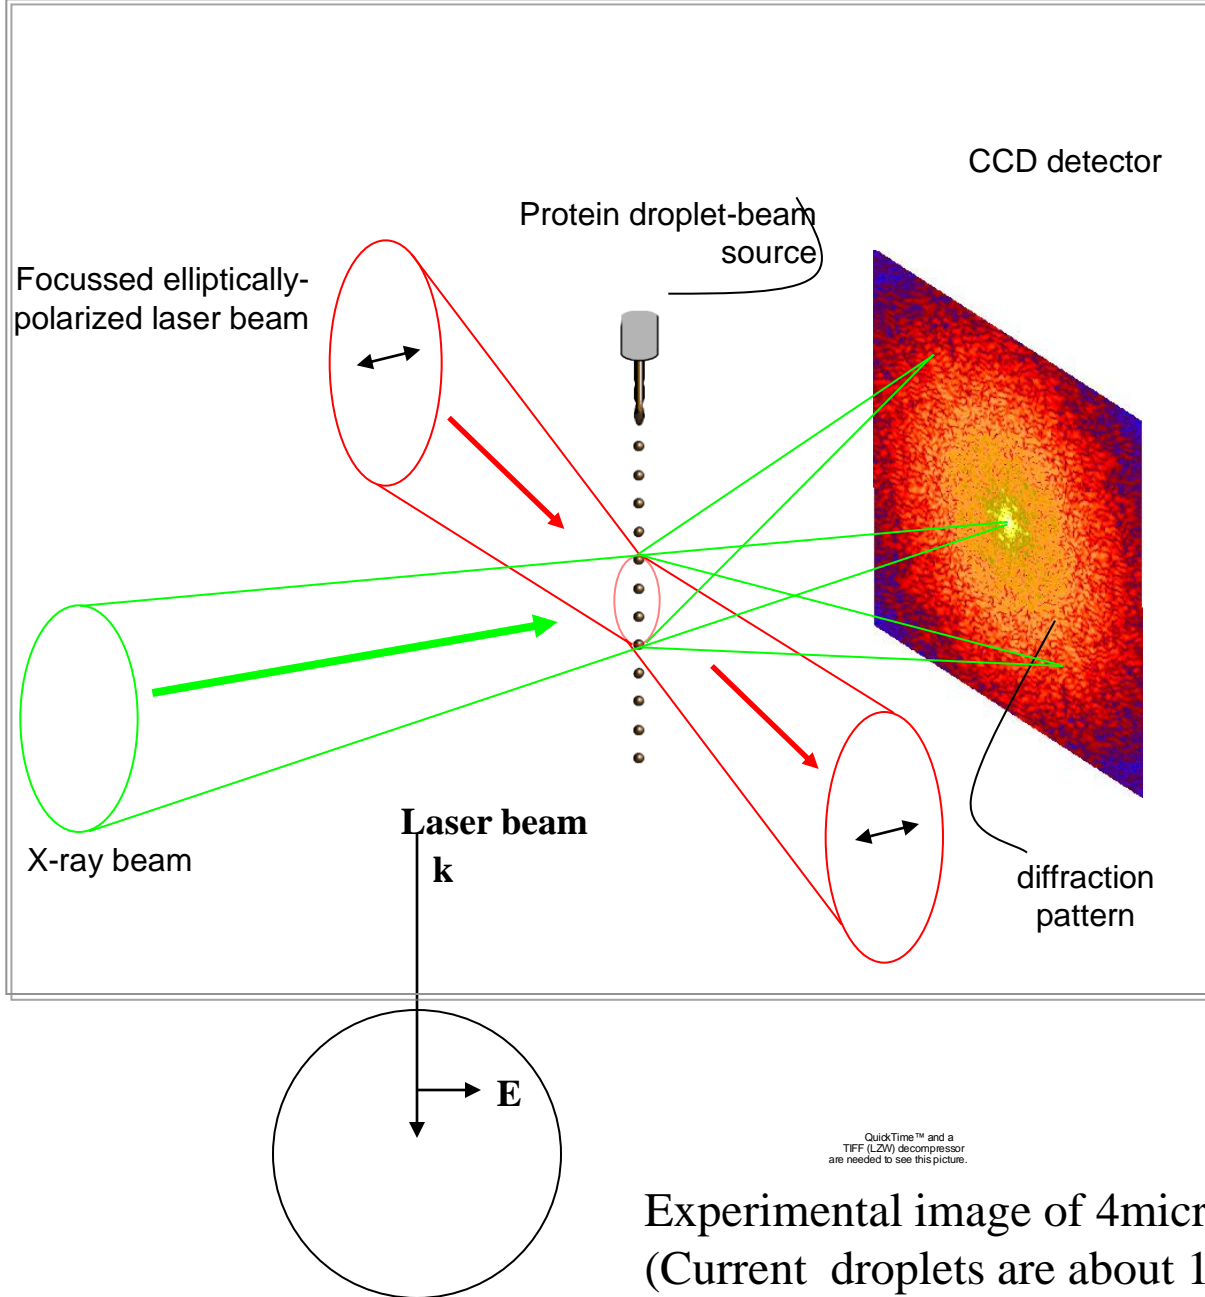 CCD detector
Protein droplet-beam
source
Focussed elliptically-
polarized laser beam
Laser beam
k
X-ray beam
diffraction
pattern
E
QuickTime™ and a
TIFF (LZW) decompressor
are needed to see this picture.
Experimental image of 4micr
(Current droplets are about 1